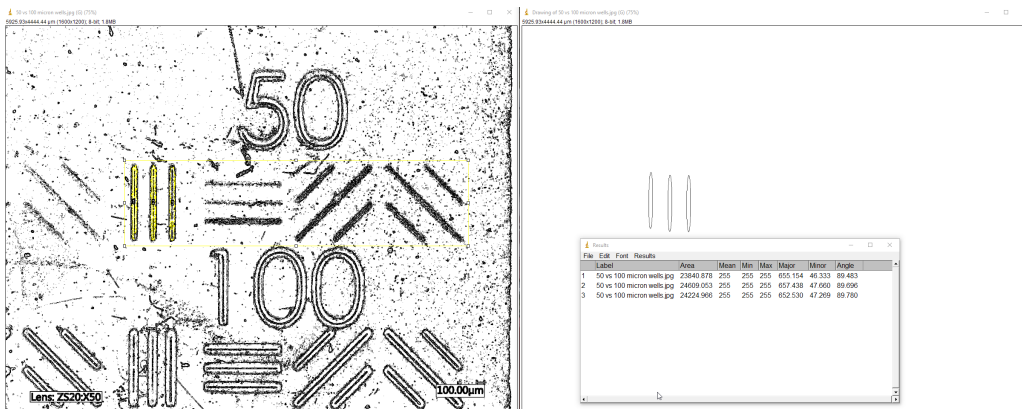 50 vs 100 micron wells.jpg (G) (75%)
5925.93x4444.44 µm (1600x1200); 8-bit; 1.8MB
50
100
Lens: ZS20:X50
100.00µm
Drawing of 50 vs 100 micron wells.jpg (G) (75%)
5925.93x4444.44 µm (1600x1200); 8-bit; 1.8MB
Results
File Edit Font Results
Label Area Mean Min Max Major Minor Angle
1 50 vs 100 micron wells.jpg 23840.878 255 255 255 655.154 46.333 89.483
2 50 vs 100 micron wells.jpg 24609.053 255 255 255 657.438 47.660 89.696
3 50 vs 100 micron wells.jpg 24224.966 255 255 255 652.530 47.269 89.780